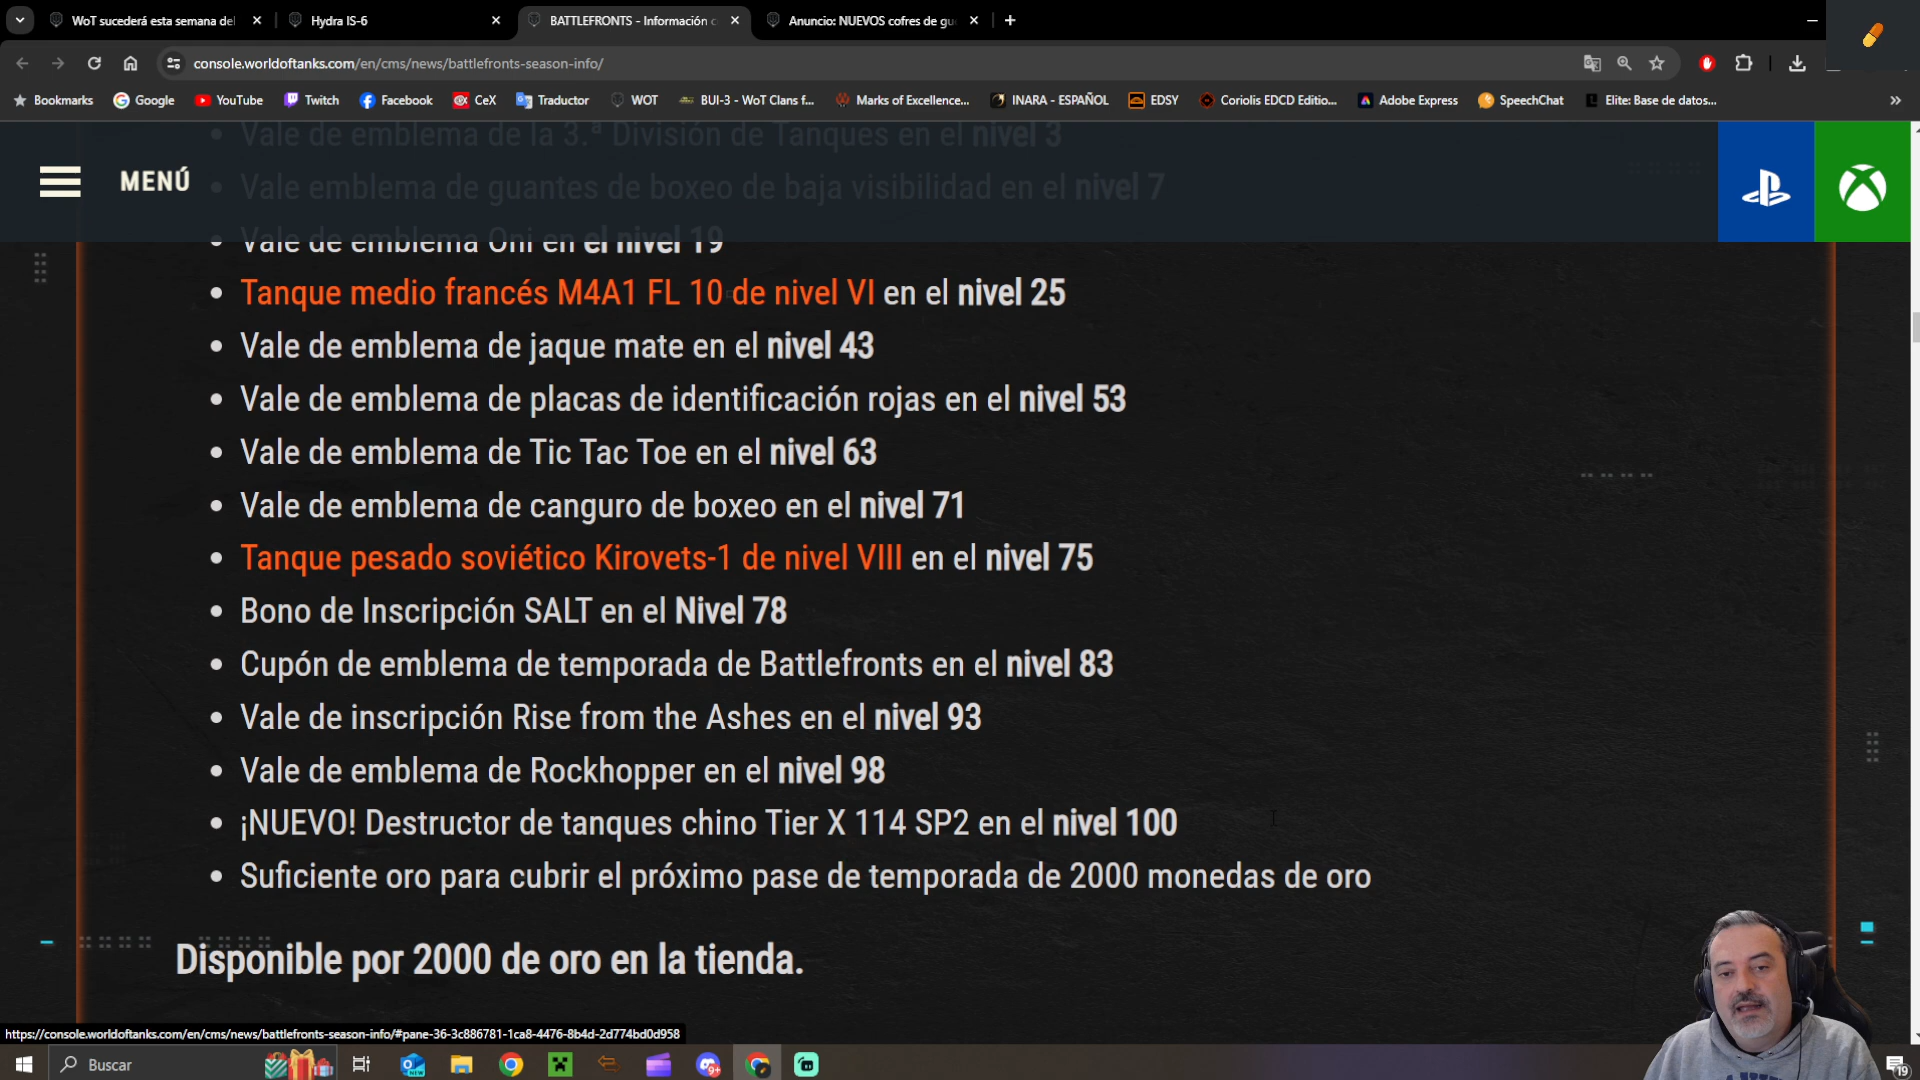 WoT sucederá esta semana del
Hydra IS-6
BATTLEFRONTS - Información c
Anuncio: NUEVOS cofres de gu
console.worldoftanks.com/en/cms/news/battlefronts-season-info/
Bookmarks
Google
YouTube
Twitch
Facebook
CeX
Traductor
WOT
BUI-3 - WoT Clans f...
Marks of Excellence...
INARA - ESPAÑOL
EDSY
Coriolis EDCD Editio...
Adobe Express
SpeechChat
Elite: Base de datos...
Vale de emblema de la 3.ª División de Tanques en el nivel 3
MENÚ
Vale emblema de guantes de boxeo de baja visibilidad en el nivel 7
Vale de emblema Oni en el nivel 19
Tanque medio francés M4A1 FL 10 de nivel VI en el nivel 25
Vale de emblema de jaque mate en el nivel 43
Vale de emblema de placas de identificación rojas en el nivel 53
Vale de emblema de Tic Tac Toe en el nivel 63
Vale de emblema de canguro de boxeo en el nivel 71
Tanque pesado soviético Kirovets-1 de nivel VIII en el nivel 75
Bono de Inscripción SALT en el Nivel 78
Cupón de emblema de temporada de Battlefronts en el nivel 83
Vale de inscripción Rise from the Ashes en el nivel 93
Vale de emblema de Rockhopper en el nivel 98
¡NUEVO! Destructor de tanques chino Tier X 114 SP2 en el nivel 100
Suficiente oro para cubrir el próximo pase de temporada de 2000 monedas de oro
Disponible por 2000 de oro en la tienda.
https://console.worldoftanks.com/en/cms/news/battlefronts-season-info/#pane-36-3c886781-1ca8-4476-8b4d-2d774bd0d958
Buscar
NEW
9+
19